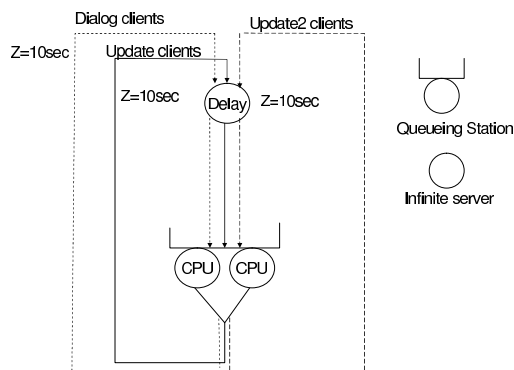 Dialog clients
Update2 clients
Z=10sec
Update clients
Z=10sec
Delay
Z=10sec
Queueing Station
Infinite server
CPU
CPU